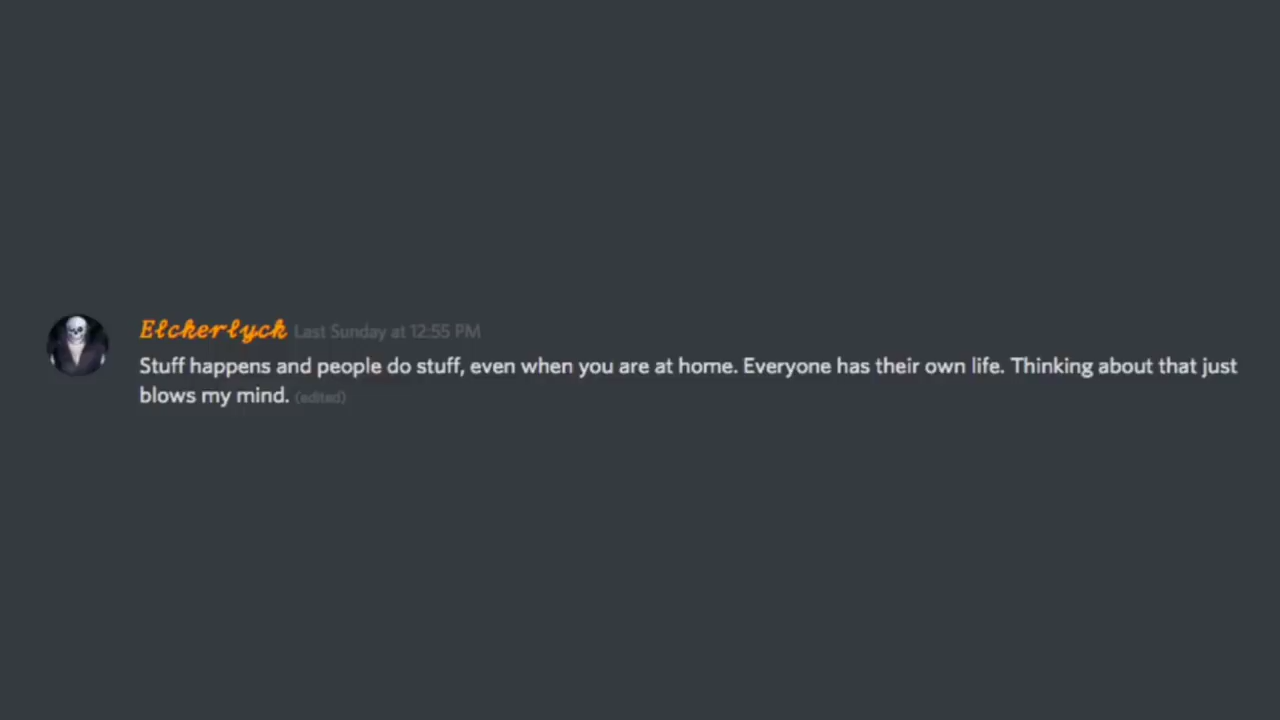 Elckerlyck Last Sunday at 12:55 PM
Stuff happens and people do stuff, even when you are at home. Everyone has their own life. Thinking about that just
blows my mind. (edited)